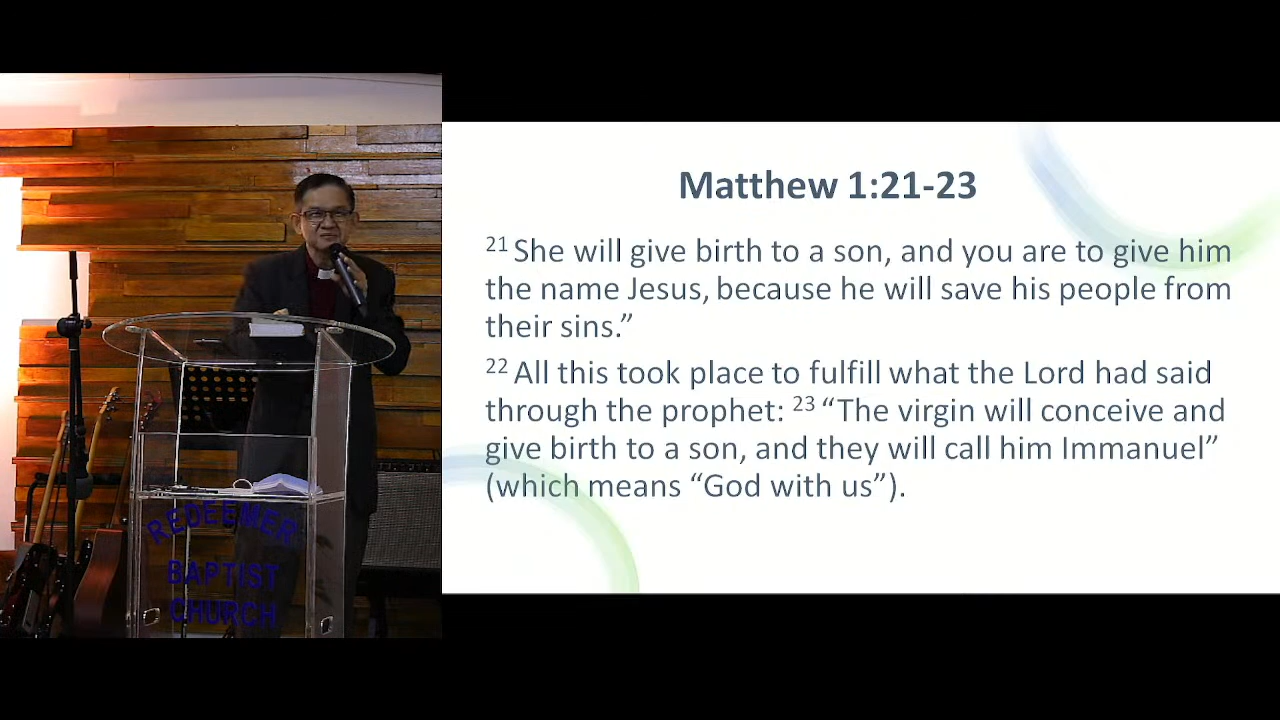 REDEEMER
BAPTIST
CHURCH
Matthew 1:21-23
21 She will give birth to a son, and you are to give him
the name Jesus, because he will save his people from
their sins.”
22 All this took place to fulfill what the Lord had said
through the prophet: 23 “The virgin will conceive and
give birth to a son, and they will call him Immanuel”
(which means “God with us”).